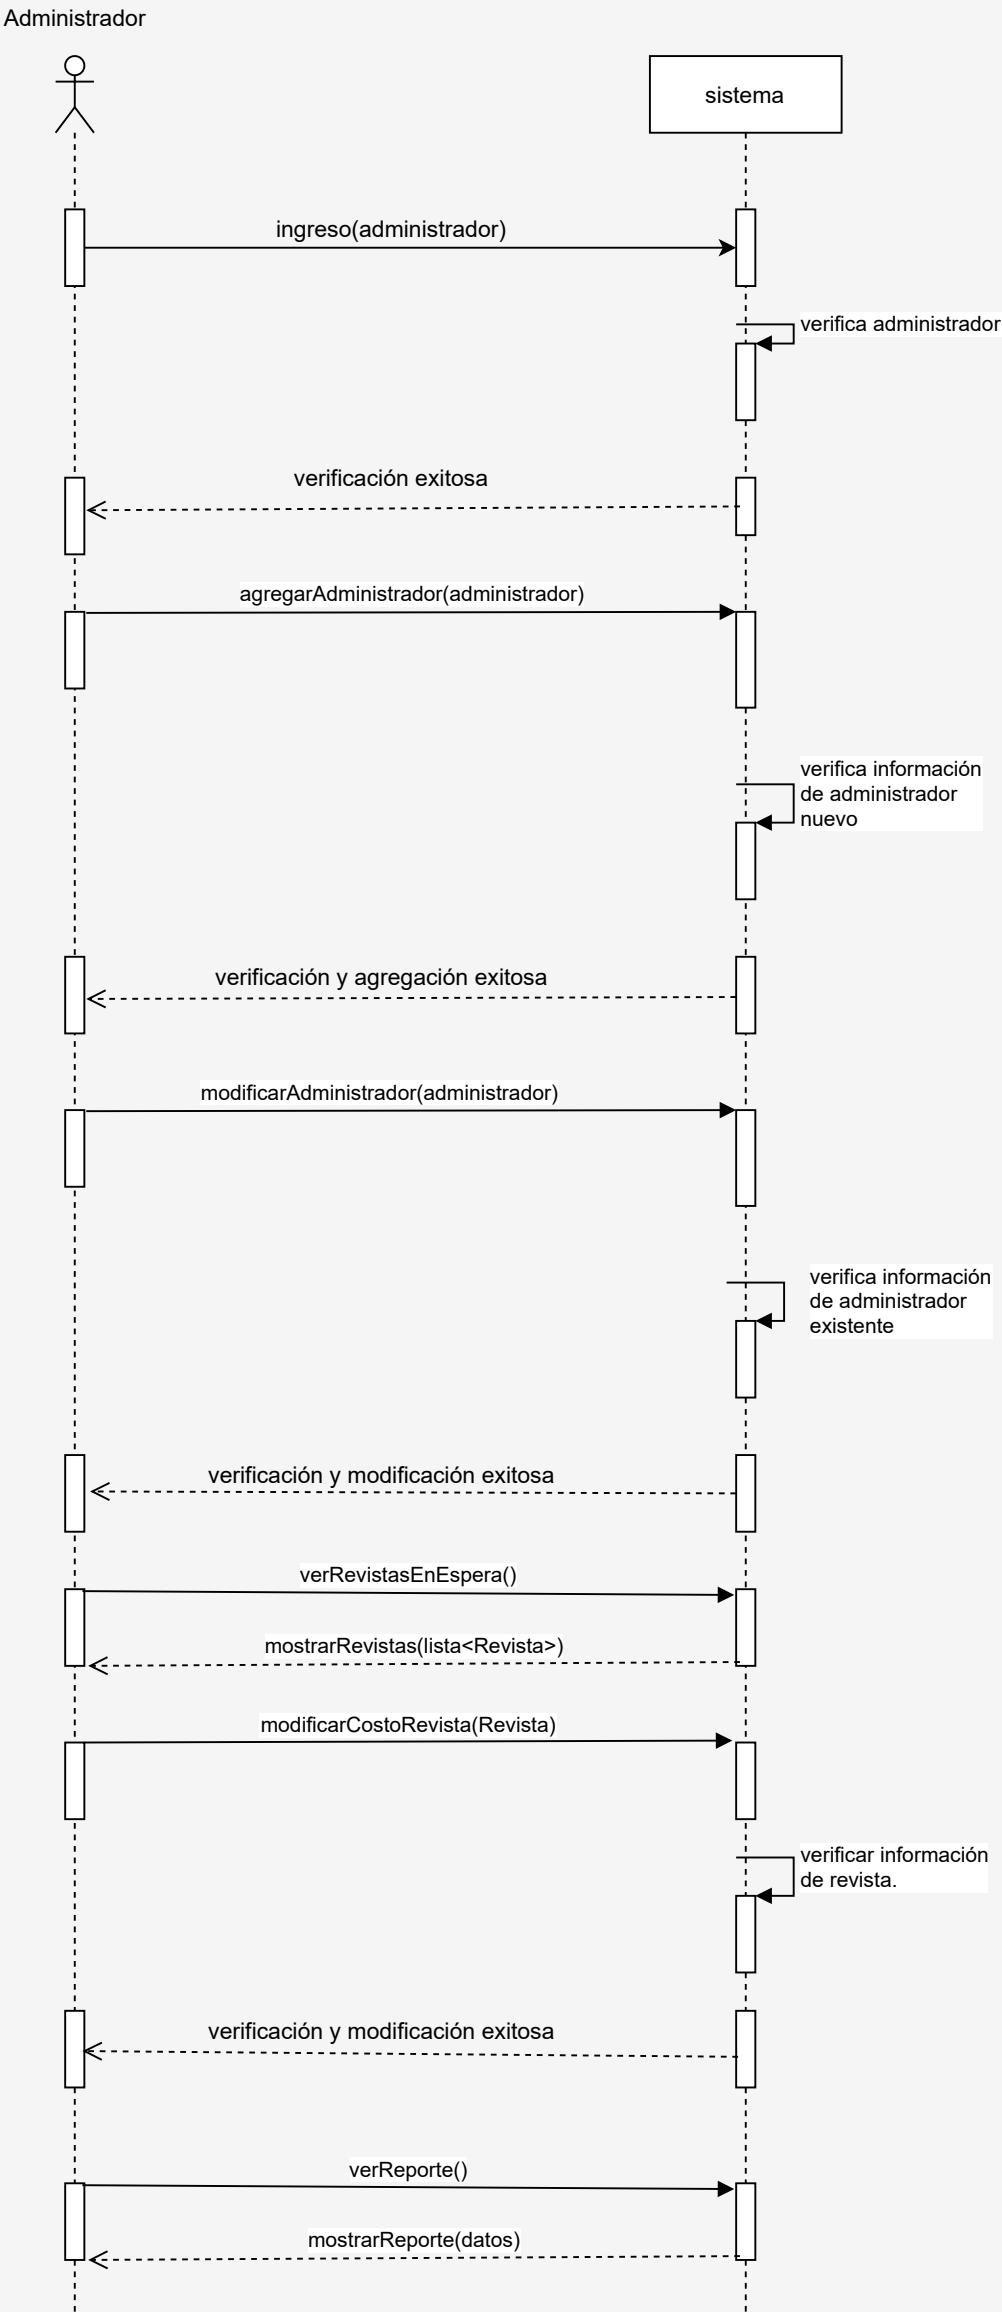 Administrador
sistema
ingreso(administrador)
verifica administrador
verificación exitosa
agregarAdministrador(administrador)
verifica información
de administrador
nuevo
verificación y agregación exitosa
modificarAdministrador(administrador)
verifica información
de administrador
existente
verificación y modificación exitosa
verRevistasEnEspera()
mostrarRevistas(lista<Revista>)
modificarCostoRevista(Revista)
verificar información
de revista.
verificación y modificación exitosa
verReporte()
mostrarReporte(datos)